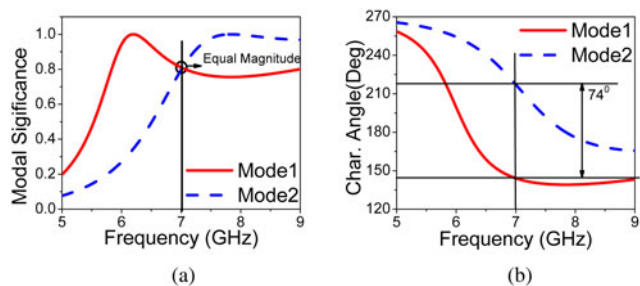 Modal Sigificance
1.0
0.8
0.6
0.4
0.2
0.0
Equal Magnitude
Mode1
Mode2
5 6 7 8 9
Frequency (GHz)
(a)
Char. Angle(Deg)
270
240
210
180
150
120
Mode1
Mode2
74⁰
5 6 7 8 9
Frequency (GHz)
(b)